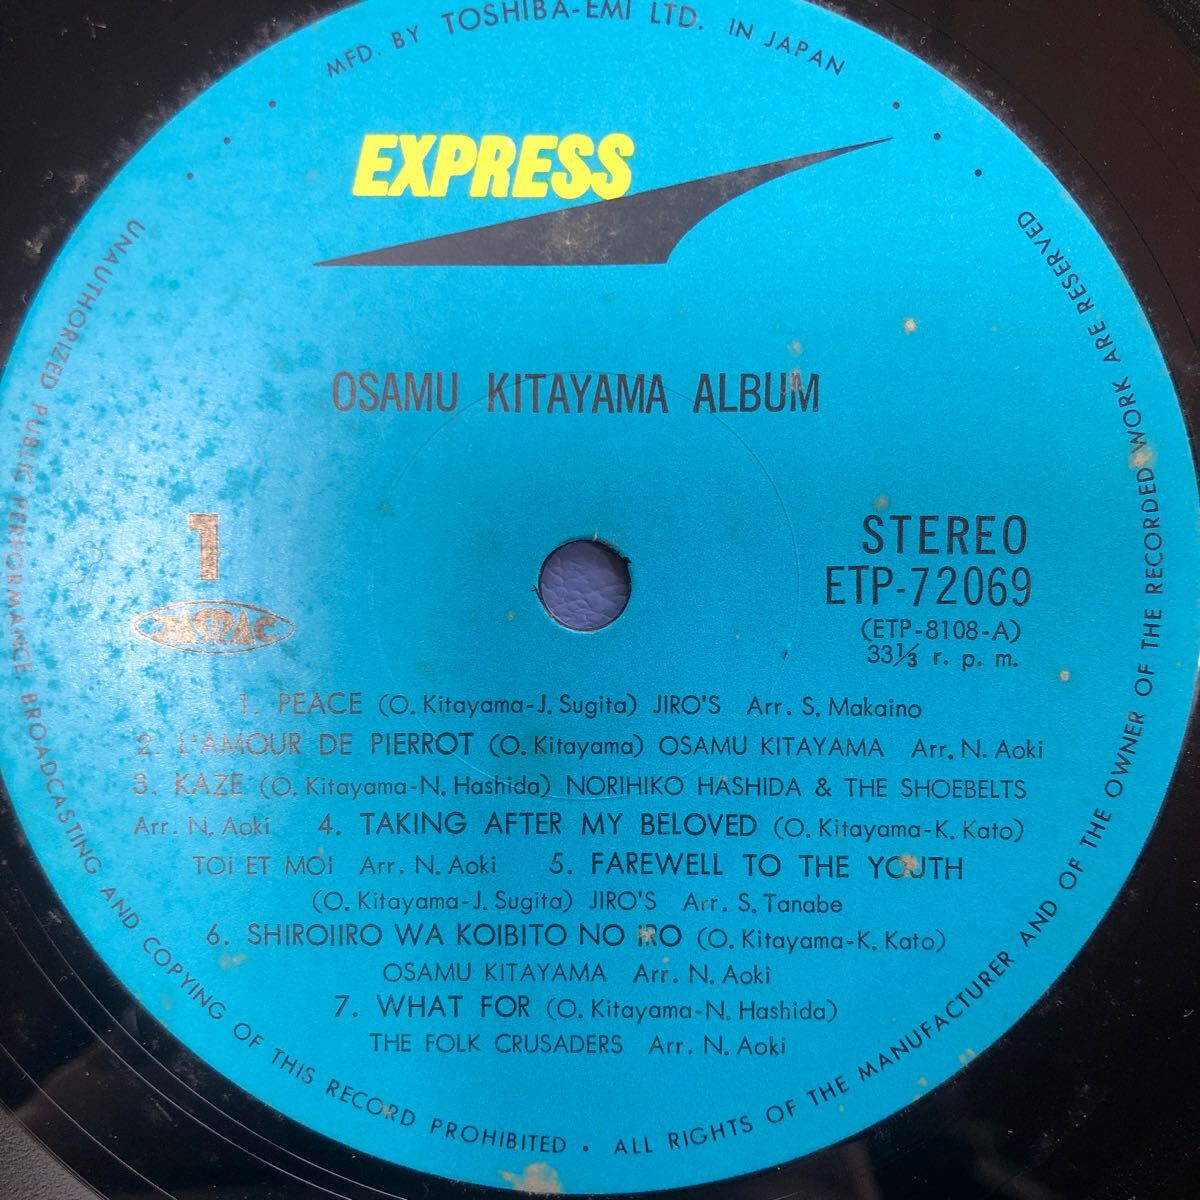 MFD. BY TOSHIBA-EMI LTD. IN JAPAN
EXPRESS
OSAMU KITAYAMA ALBUM
1
JASRAC
STEREO
ETP-72069
(ETP-8108-A)
33⅓ r. p. m.
1. PEACE (O. Kitayama-J. Sugita) JIRO'S Arr. S. Makaino
2. L'AMOUR DE PIERROT (O. Kitayama) OSAMU KITAYAMA Arr. N. Aoki
3. KAZE (O. Kitayama-N. Hashida) NORIHIKO HASHIDA & THE SHOEBELTS
Arr. N. Aoki 4. TAKING AFTER MY BELOVED (O. Kitayama-K. Kato)
TOI ET MOI Arr. N. Aoki 5. FAREWELL TO THE YOUTH
(O. Kitayama-J. Sugita) JIRO'S Arr. S. Tanabe
6. SHIROIIRO WA KOIBITO NO IRO (O. Kitayama-K. Kato)
OSAMU KITAYAMA Arr. N. Aoki
7. WHAT FOR (O. Kitayama-N. Hashida)
THE FOLK CRUSADERS Arr. N. Aoki
UNAUTHORIZED PUBLIC PERFORMANCE, BROADCASTING AND COPYING OF THIS RECORD PROHIBITED • ALL RIGHTS OF THE MANUFACTURER AND OF THE OWNER OF THE RECORDED WORK ARE RESERVED